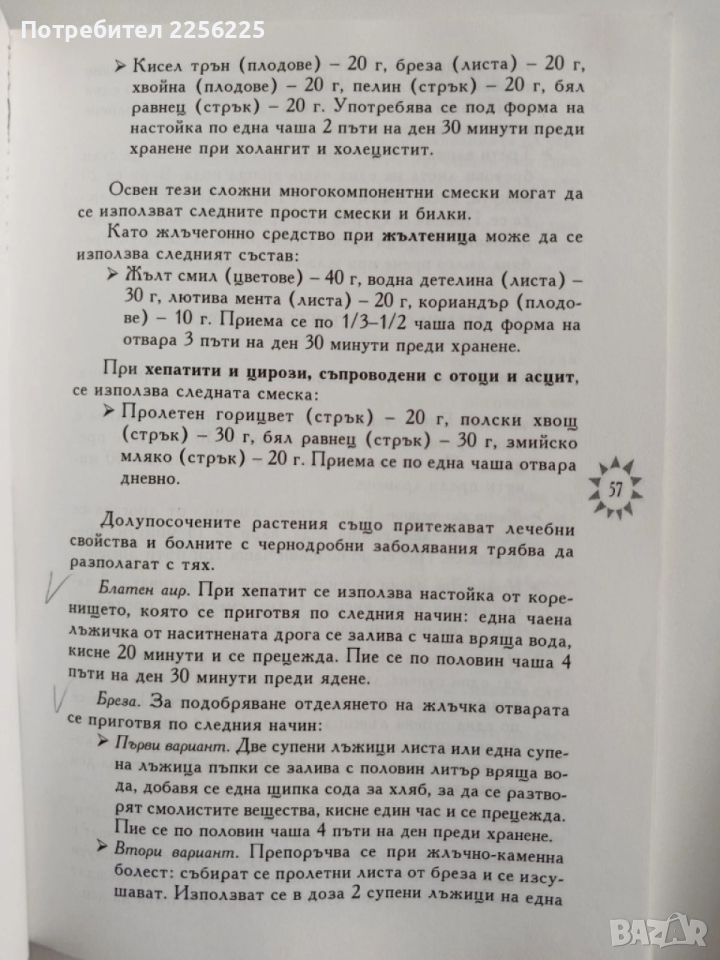 Потребител 2256225
➤ Кисел трън (плодове) – 20 г, бреза (листа) – 20 г,
хвойна (плодове) – 20 г, пелин (стрък) – 20 г, бял
равнец (стрък) – 20 г. Употребява се под форма на
настойка по една чаша 2 пъти на ден 30 минути преди
хранене при холангит и холецистит.
Освен тези сложни многокомпонентни смески могат да
се използват следните прости смески и билки.
Като жлъчегонно средство при жълтеница може да се
използва следният състав:
➤ Жълт смил (цветове) – 40 г, водна детелина (листа) –
30 г, лютива мента (листа) – 20 г, кориандър (плодо-
ве) – 10 г. Приема се по 1/3–1/2 чаша под форма на
отвара 3 пъти на ден 30 минути преди хранене.
При хепатити и цирози, съпроводени с отоци и асцит,
се използва следната смеска:
➤ Пролетен горицвет (стрък) – 20 г, полски хвощ
(стрък) – 30 г, бял равнец (стрък) – 30 г, змийско
мляко (стрък) – 20 г. Приема се по една чаша отвара
дневно.
57
Долупосочените растения също притежават лечебни
свойства и болните с чернодробни заболявания трябва да
разполагат с тях.
Блатен аир. При хепатит се използва настойка от коре-
нището, която се приготвя по следния начин: една чаена
лъжичка от наситнената дрога се залива с чаша вряща вода,
кисне 20 минути и се прецежда. Пие се по половин чаша 4
пъти на ден 30 минути преди ядене.
Бреза. За подобряване отделянето на жлъчка отварата
се приготвя по следния начин:
➤ Първи вариант. Две супени лъжици листа или една супе-
на лъжица пъпки се залива с половин литър вряща во-
да, добавя се една щипка сода за хляб, за да се разтво-
рят смолистите вещества, кисне един час и се прецежда.
Пие се по половин чаша 4 пъти на ден преди хранене.
➤ Втори вариант. Препоръчва се при жлъчно-каменна
болест: събират се пролетни листа от бреза и се изсу-
шават. Използват се в доза 2 супени лъжици на една
BAZAR